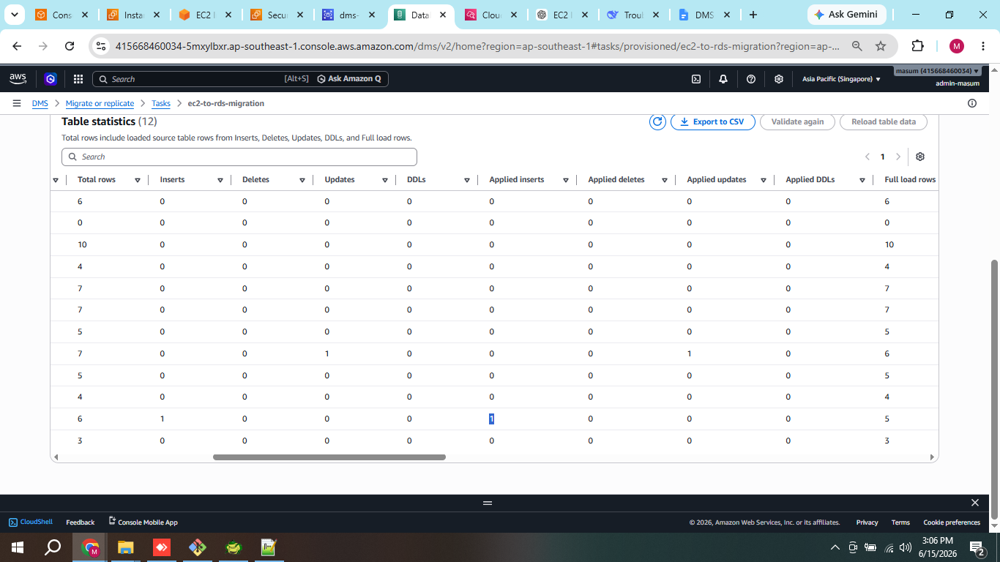 Cons
Insta
EC2 I
Secur
dms-
Data
Clou
EC2 I
Troul
DMS
Ask Gemini
415668460034-5mxylbxr.ap-southeast-1.console.aws.amazon.com/dms/v2/home?region=ap-southeast-1#tasks/provisioned/ec2-to-rds-migration?region=ap-...
M
aws
Search
[Alt+S]
Ask Amazon Q
Asia Pacific (Singapore)
masum (415668460034)
admin-masum
DMS
Migrate or replicate
Tasks
ec2-to-rds-migration
Table statistics (12)
Export to CSV
Validate again
Reload table data
Total rows include loaded source table rows from Inserts, Deletes, Updates, DDLs, and Full load rows.
Search
1
Total rows Inserts Deletes Updates DDLs Applied inserts Applied deletes Applied updates Applied DDLs Full load rows
6 0 0 0 0 0 0 0 0 6
0 0 0 0 0 0 0 0 0 0
10 0 0 0 0 0 0 0 0 10
4 0 0 0 0 0 0 0 0 4
7 0 0 0 0 0 0 0 0 7
7 0 0 0 0 0 0 0 0 7
5 0 0 0 0 0 0 0 0 5
7 0 0 1 0 0 0 1 0 6
5 0 0 0 0 0 0 0 0 5
4 0 0 0 0 0 0 0 0 4
6 1 0 0 0 1 0 0 0 5
3 0 0 0 0 0 0 0 0 3
CloudShell
Feedback
Console Mobile App
© 2026, Amazon Web Services, Inc. or its affiliates.
Privacy
Terms
Cookie preferences
M
3:06 PM
6/15/2026
2